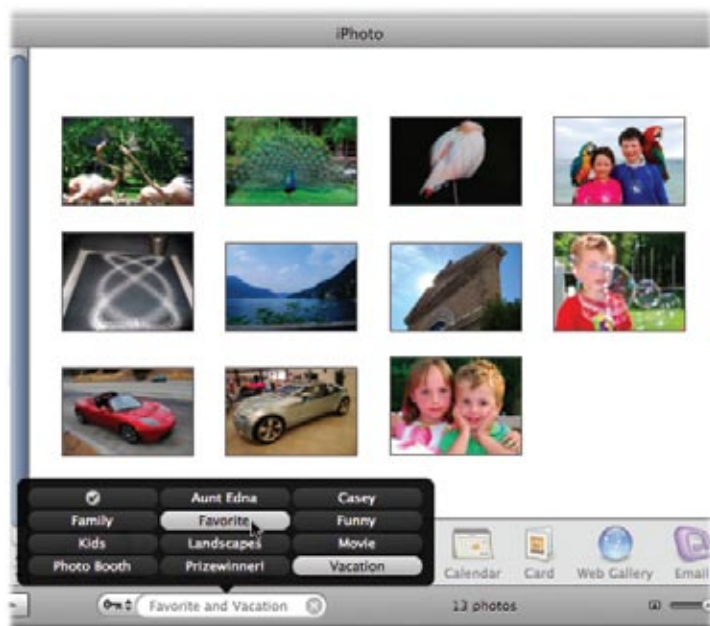 iPhoto
Aunt Edna Casey
Family Favorite Funny
Kids Landscapes Movie
Photo Booth Prizewinner! Vacation
Calendar Card Web Gallery Email
Favorite and Vacation 13 photos